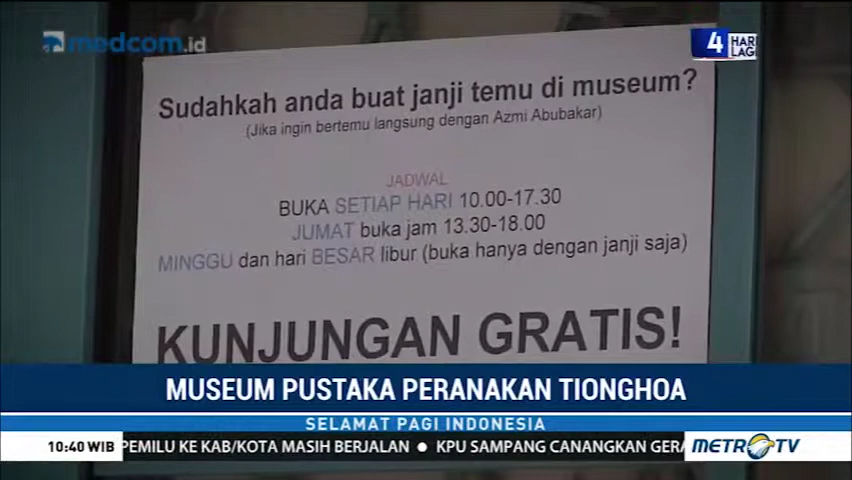 medcom.id
4 HARI LAGI
Sudahkah anda buat janji temu di museum?
(Jika ingin bertemu langsung dengan Azmi Abubakar)
JADWAL
BUKA SETIAP HARI 10.00-17.30
JUMAT buka jam 13.30-18.00
MINGGU dan hari BESAR libur (buka hanya dengan janji saja)
KUNJUNGAN GRATIS!
MUSEUM PUSTAKA PERANAKAN TIONGHOA
SELAMAT PAGI INDONESIA
10:40 WIB PEMILU KE KAB/KOTA MASIH BERJALAN ● KPU SAMPANG CANANGKAN GERA METRO TV